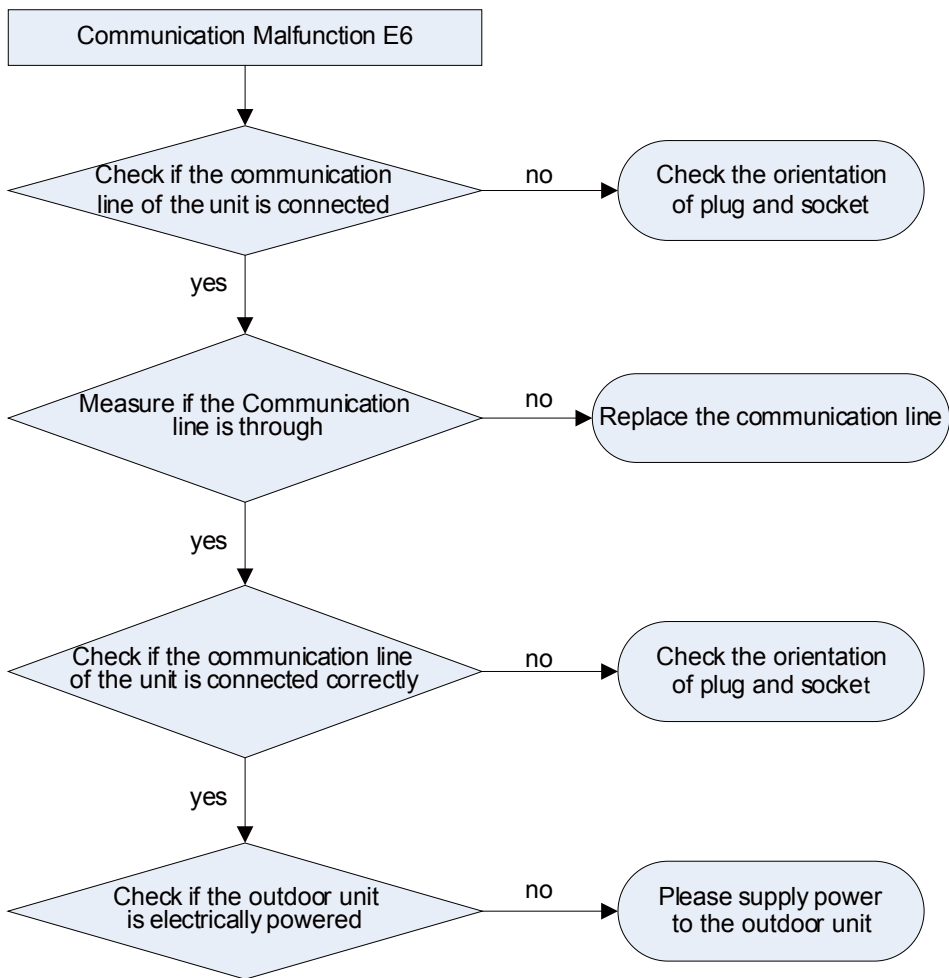 Communication Malfunction E6
Check if the communication
line of the unit is connected
no
Check the orientation
of plug and socket
yes
Measure if the Communication
line is through
no
Replace the communication line
yes
Check if the communication line
of the unit is connected correctly
no
Check the orientation
of plug and socket
yes
Check if the outdoor unit
is electrically powered
no
Please supply power
to the outdoor unit